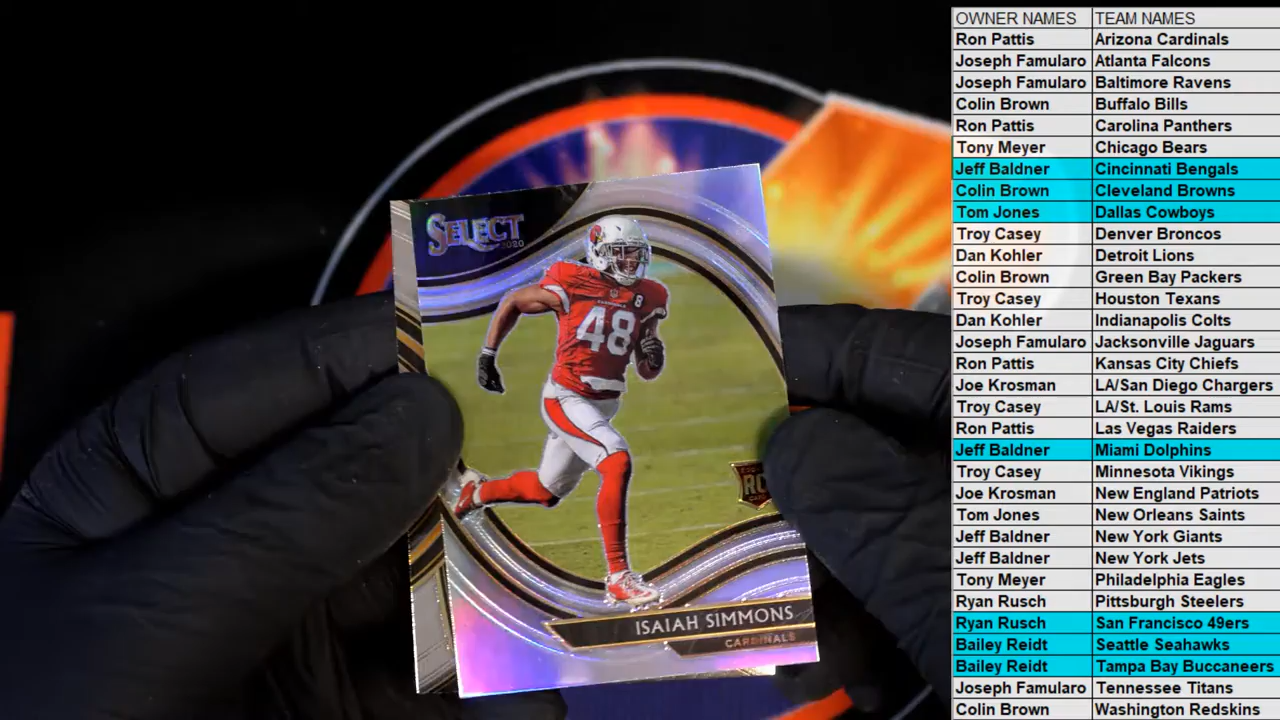 SELECT
2020
48
8
RC
ISAIAH SIMMONS
CARDINALS
OWNER NAMES TEAM NAMES
Ron Pattis Arizona Cardinals
Joseph Famularo Atlanta Falcons
Joseph Famularo Baltimore Ravens
Colin Brown Buffalo Bills
Ron Pattis Carolina Panthers
Tony Meyer Chicago Bears
Jeff Baldner Cincinnati Bengals
Colin Brown Cleveland Browns
Tom Jones Dallas Cowboys
Troy Casey Denver Broncos
Dan Kohler Detroit Lions
Colin Brown Green Bay Packers
Troy Casey Houston Texans
Dan Kohler Indianapolis Colts
Joseph Famularo Jacksonville Jaguars
Ron Pattis Kansas City Chiefs
Joe Krosman LA/San Diego Chargers
Troy Casey LA/St. Louis Rams
Ron Pattis Las Vegas Raiders
Jeff Baldner Miami Dolphins
Troy Casey Minnesota Vikings
Joe Krosman New England Patriots
Tom Jones New Orleans Saints
Jeff Baldner New York Giants
Jeff Baldner New York Jets
Tony Meyer Philadelphia Eagles
Ryan Rusch Pittsburgh Steelers
Ryan Rusch San Francisco 49ers
Bailey Reidt Seattle Seahawks
Bailey Reidt Tampa Bay Buccaneers
Joseph Famularo Tennessee Titans
Colin Brown Washington Redskins